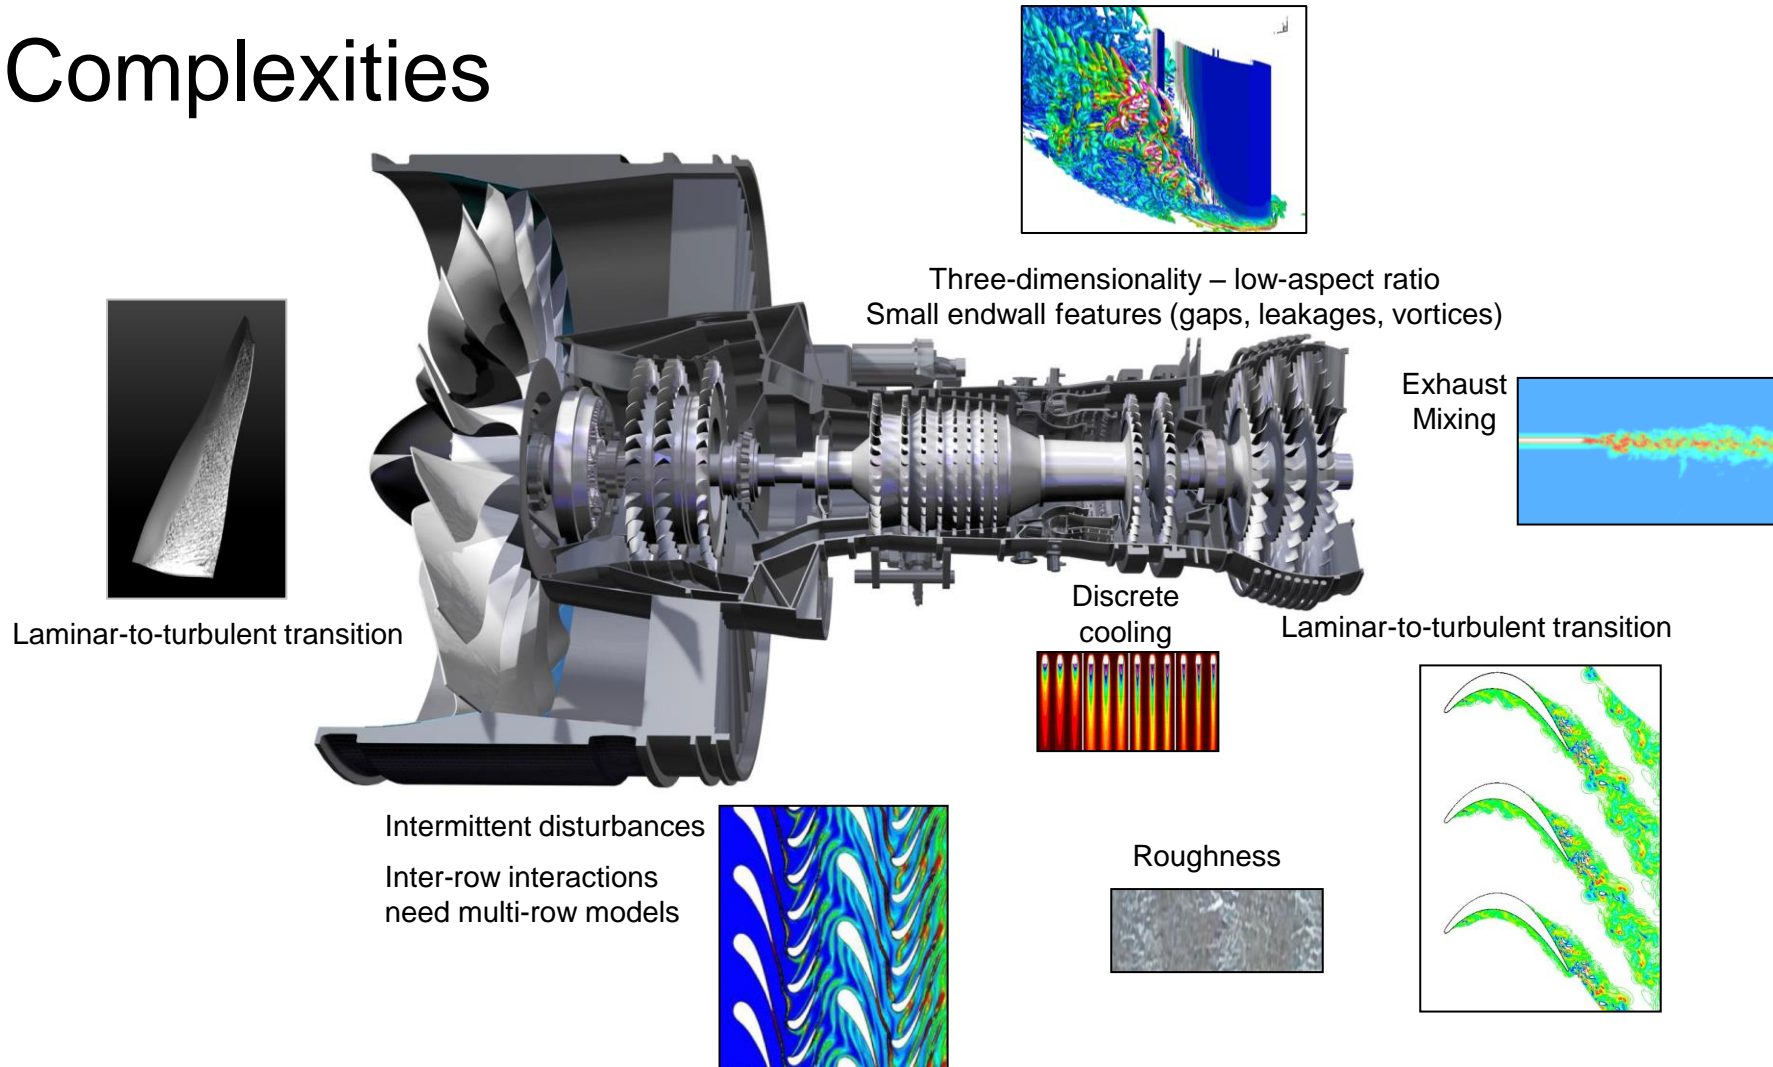 Complexities
Three-dimensionality – low-aspect ratio
Small endwall features (gaps, leakages, vortices)
Exhaust
Mixing
Laminar-to-turbulent transition
Discrete
cooling
Laminar-to-turbulent transition
Intermittent disturbances
Inter-row interactions
need multi-row models
Roughness